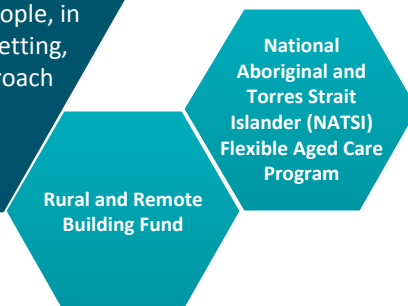 ople, in
etting,
roach
National
Aboriginal and
Torres Strait
Islander (NATSI)
Flexible Aged Care
Program
Rural and Remote
Building Fund